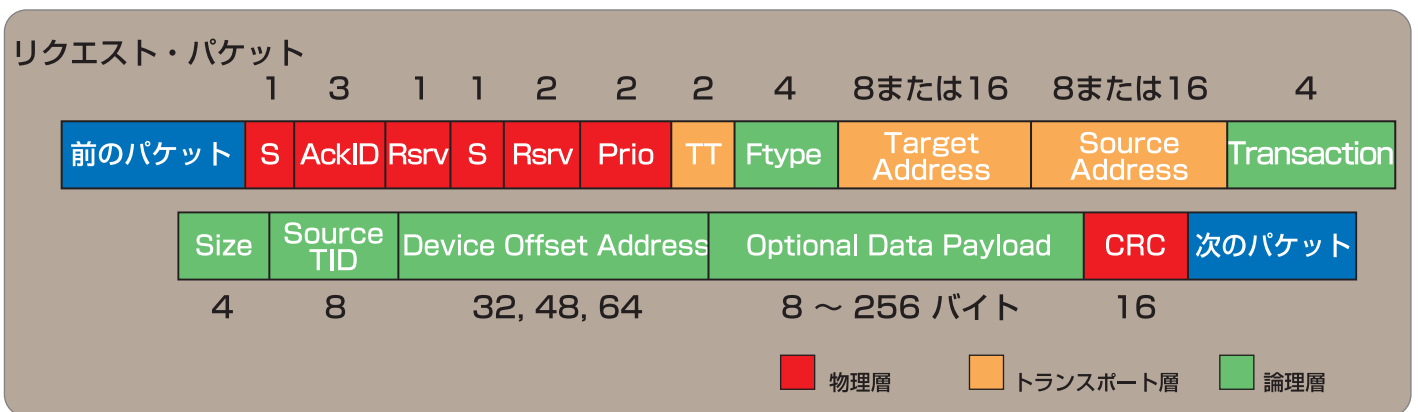 リクエスト・パケット
1 3 1 1 2 2 2 4 8または16 8または16 4
前のパケット S AckID Rsrv S Rsrv Prio TT Ftype Target Address Source Address Transaction
Size Source TID Device Offset Address Optional Data Payload CRC 次のパケット
4 8 32, 48, 64 8 ～ 256 バイト 16
物理層 トランスポート層 論理層